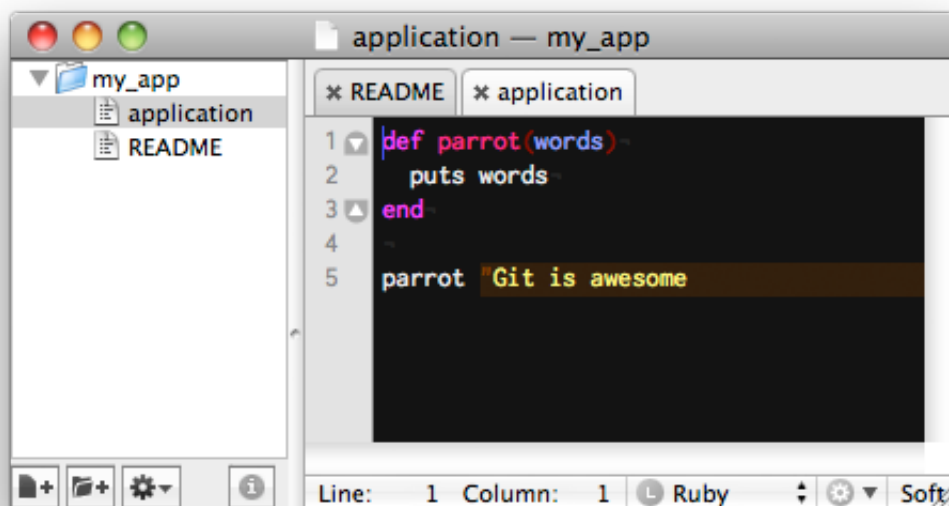 application — my_app
my_app
application
README
README
application
1 def parrot(words)¬
2   puts words¬
3 end¬
4 ¬
5 parrot "Git is awesome
Line: 1 Column: 1 L Ruby Soft